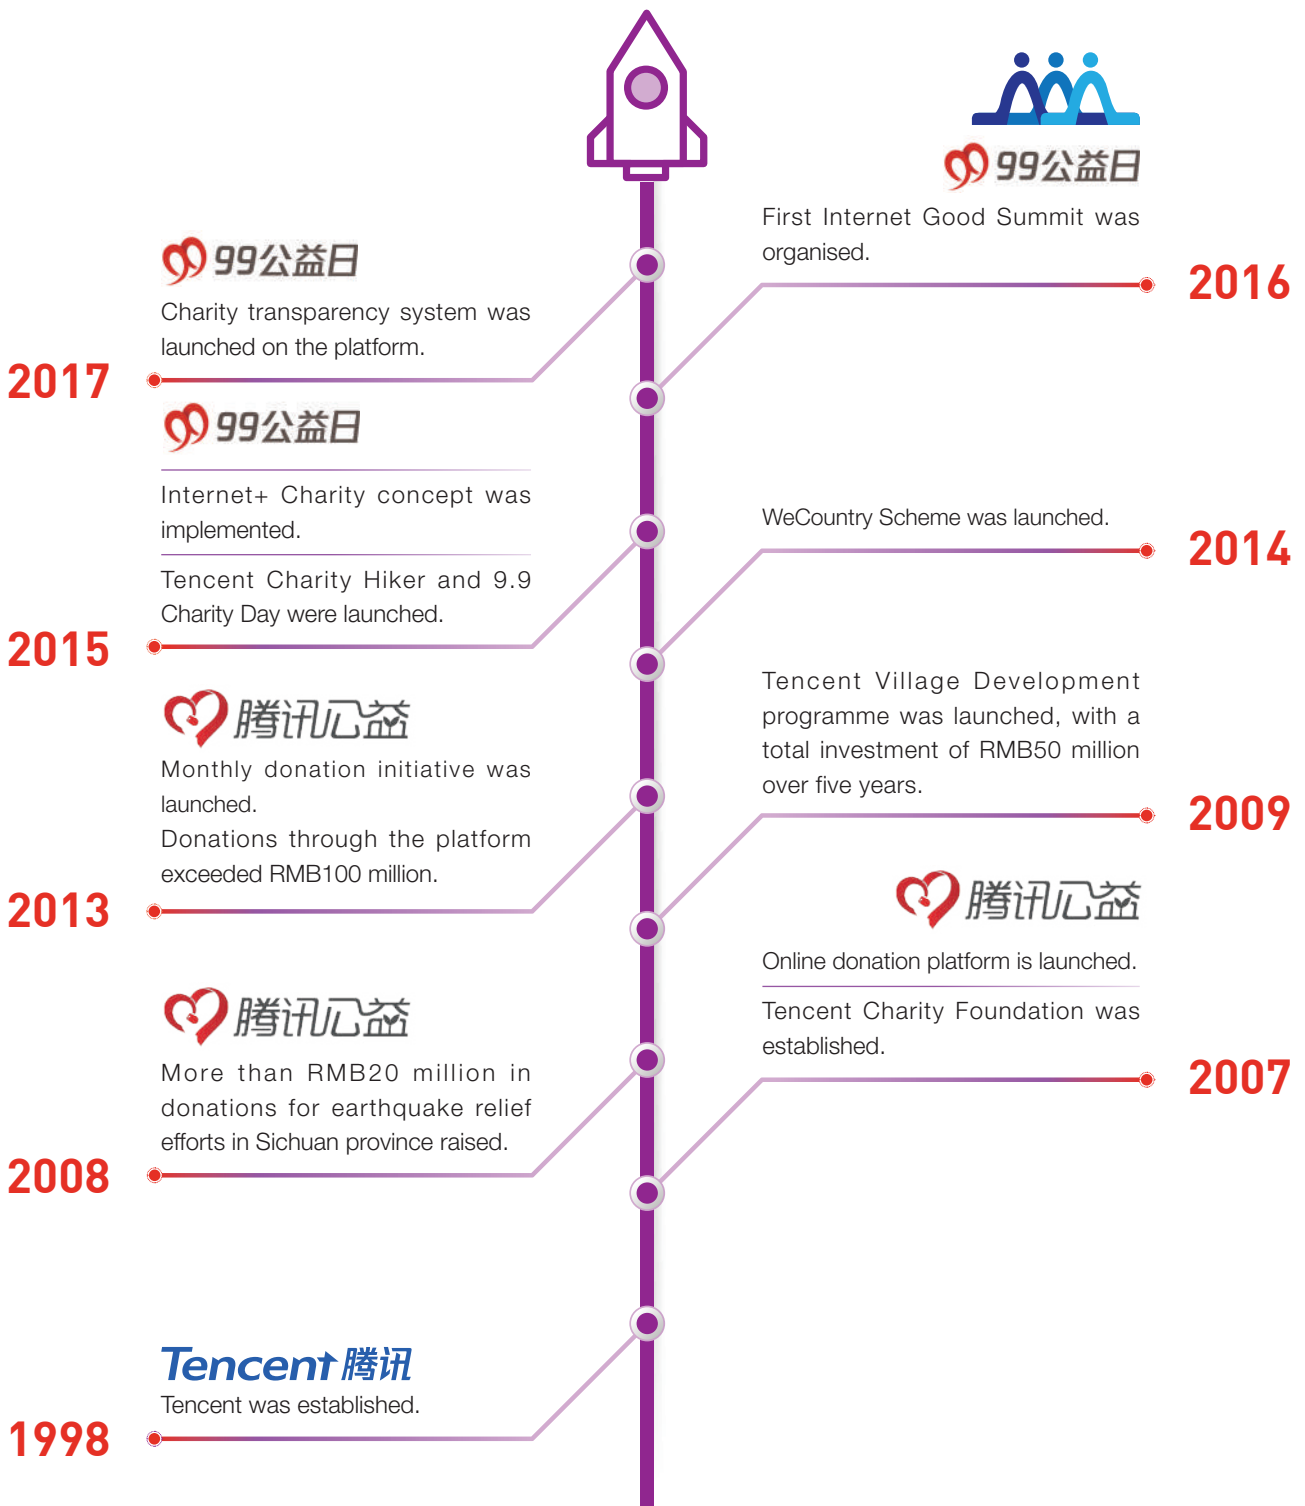 99公益日
First Internet Good Summit was
organised.
2016
99公益日
Charity transparency system was
launched on the platform.
2017
99公益日
Internet+ Charity concept was
implemented.
Tencent Charity Hiker and 9.9
Charity Day were launched.
2015
WeCountry Scheme was launched.
2014
腾讯公益
Monthly donation initiative was
launched.
Donations through the platform
exceeded RMB100 million.
2013
Tencent Village Development
programme was launched, with a
total investment of RMB50 million
over five years.
2009
腾讯公益
More than RMB20 million in
donations for earthquake relief
efforts in Sichuan province raised.
2008
腾讯公益
Online donation platform is launched.
Tencent Charity Foundation was
established.
2007
Tencent 腾讯
Tencent was established.
1998